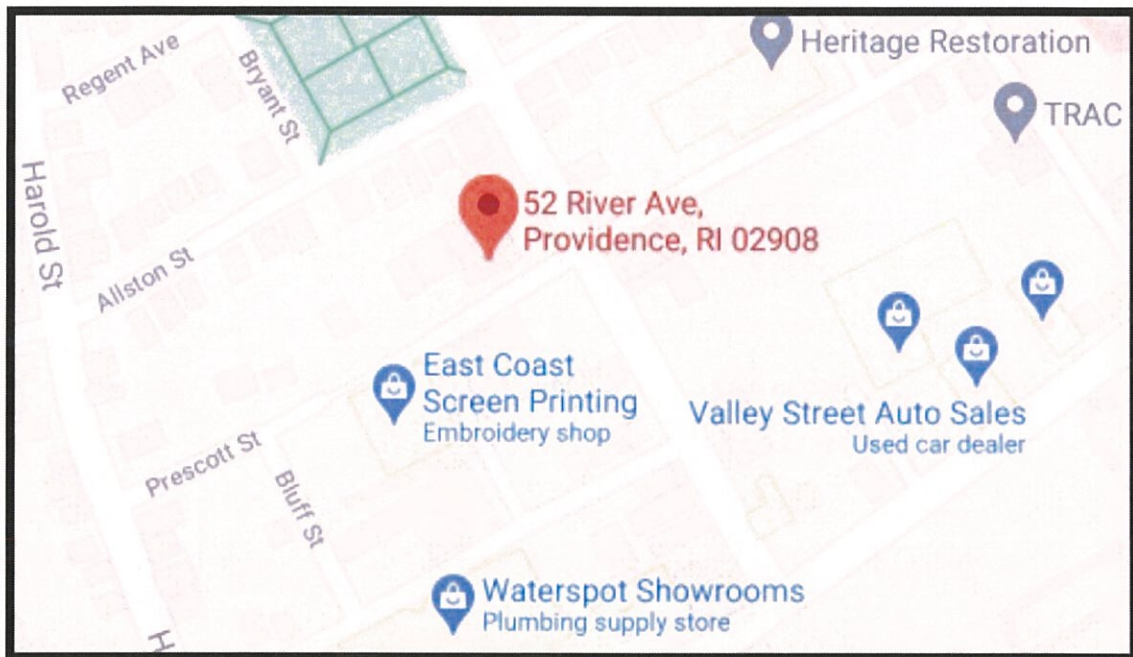 Regent Ave
Bryant St
Heritage Restoration
TRAC
Harold St
52 River Ave,
Providence, RI 02908
Allston St
East Coast
Screen Printing
Embroidery shop
Valley Street Auto Sales
Used car dealer
Prescott St
Bluff St
Waterspot Showrooms
Plumbing supply store
H